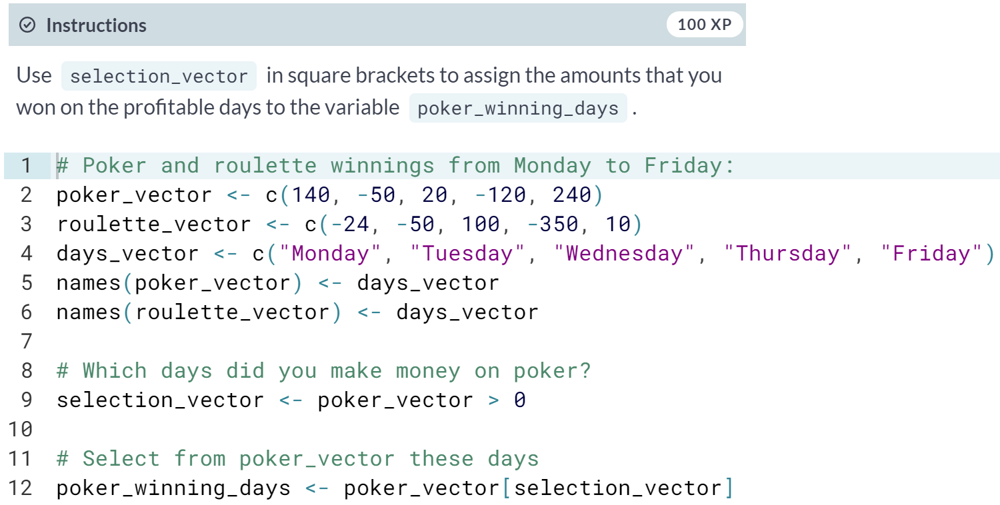 Instructions 100 XP
Use selection_vector in square brackets to assign the amounts that you
won on the profitable days to the variable poker_winning_days .
1 # Poker and roulette winnings from Monday to Friday:
2 poker_vector <- c(140, -50, 20, -120, 240)
3 roulette_vector <- c(-24, -50, 100, -350, 10)
4 days_vector <- c("Monday", "Tuesday", "Wednesday", "Thursday", "Friday")
5 names(poker_vector) <- days_vector
6 names(roulette_vector) <- days_vector
7
8 # Which days did you make money on poker?
9 selection_vector <- poker_vector > 0
10
11 # Select from poker_vector these days
12 poker_winning_days <- poker_vector[selection_vector]